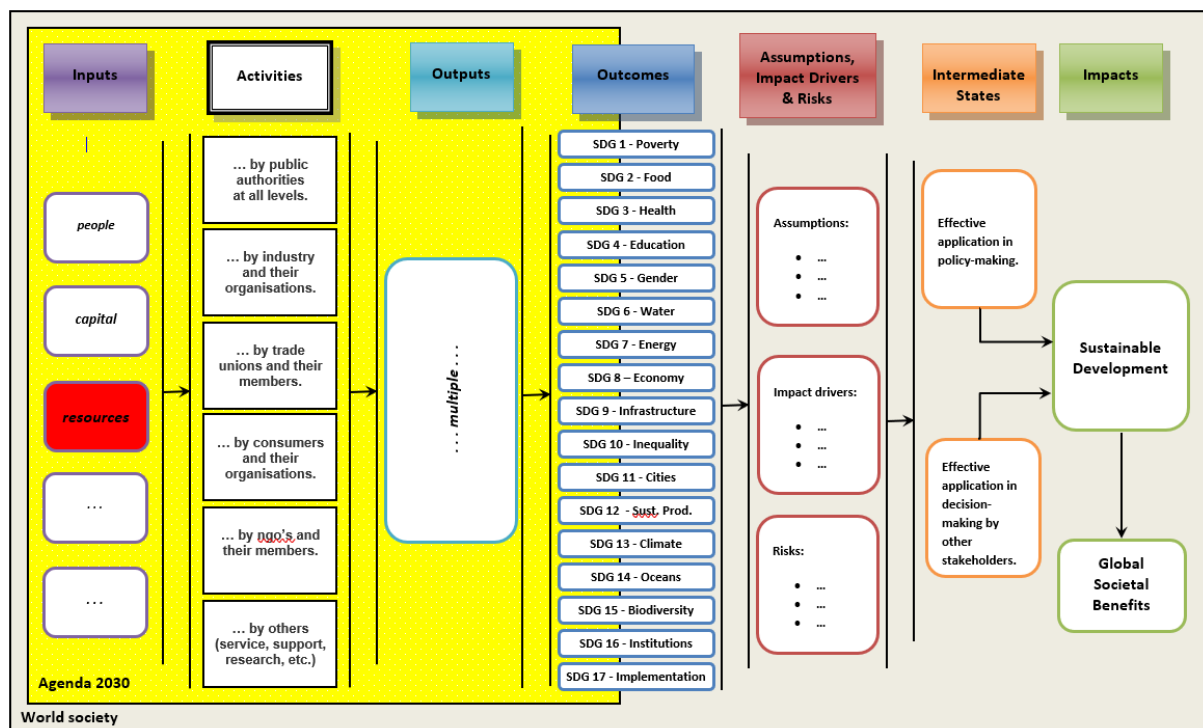 Inputs
Activities
Outputs
Outcomes
Assumptions,
Impact Drivers
& Risks
Intermediate
States
Impacts
people
capital
resources
...
...
... by public
authorities
at all levels.
... by industry
and their
organisations.
... by trade
unions and their
members.
... by consumers
and their
organisations.
... by ngo's and
their members.
... by others
(service, support,
research, etc.)
. . . multiple . . .
SDG 1 - Poverty
SDG 2 - Food
SDG 3 - Health
SDG 4 - Education
SDG 5 - Gender
SDG 6 - Water
SDG 7 - Energy
SDG 8 – Economy
SDG 9 - Infrastructure
SDG 10 - Inequality
SDG 11 - Cities
SDG 12 - Sust. Prod.
SDG 13 - Climate
SDG 14 - Oceans
SDG 15 - Biodiversity
SDG 16 - Institutions
SDG 17 - Implementation
Assumptions:
• ...
• ...
• ...
Impact drivers:
• ...
• ...
• ...
Risks:
• ...
• ...
• ...
Effective
application in
policy-making.
Effective
application in
decision-
making by
other
stakeholders.
Sustainable
Development
Global
Societal
Benefits
Agenda 2030
World society